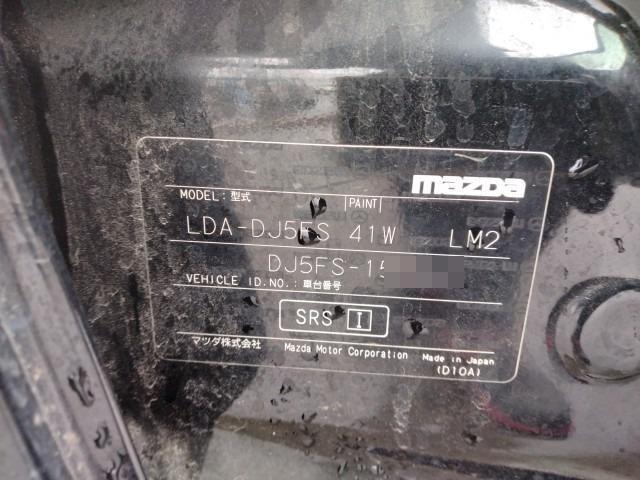 mazda
MODEL: 型式 PAINT
LDA-DJ5FS 41W LM2
DJ5FS-15
VEHICLE ID.NO.: 車台番号
SRS I
マツダ株式会社 Mazda Motor Corporation Made in Japan
(D10A)